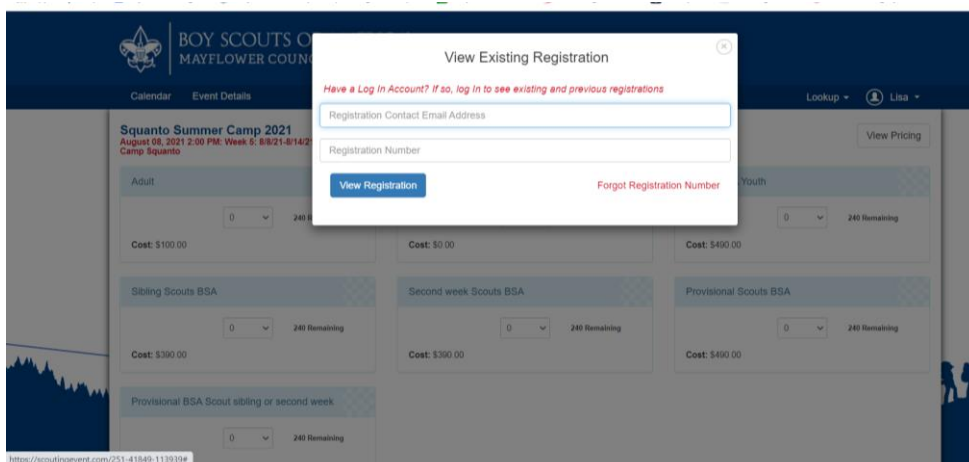 BOY SCOUTS O
MAYFLOWER COUN
View Existing Registration
Have a Log In Account? If so, log in to see existing and previous registrations
Registration Contact Email Address
Registration Number
View Registration
Forgot Registration Number
Calendar Event Details
Lookup Lisa
Squanto Summer Camp 2021
August 08, 2021 2:00 PM: Week 5: 8/8/21-8/14/2
Camp Squanto
View Pricing
Adult
Youth
0 240 R
0 240 Remaining
Cost: $100.00
Cost: $0.00
Cost: $490.00
Sibling Scouts BSA
Second week Scouts BSA
Provisional Scouts BSA
0 240 Remaining
0 240 Remaining
0 240 Remaining
Cost: $390.00
Cost: $390.00
Cost: $490.00
Provisional BSA Scout sibling or second week
0 240 Remaining
https://scoutingevent.com/251-41849-113939#